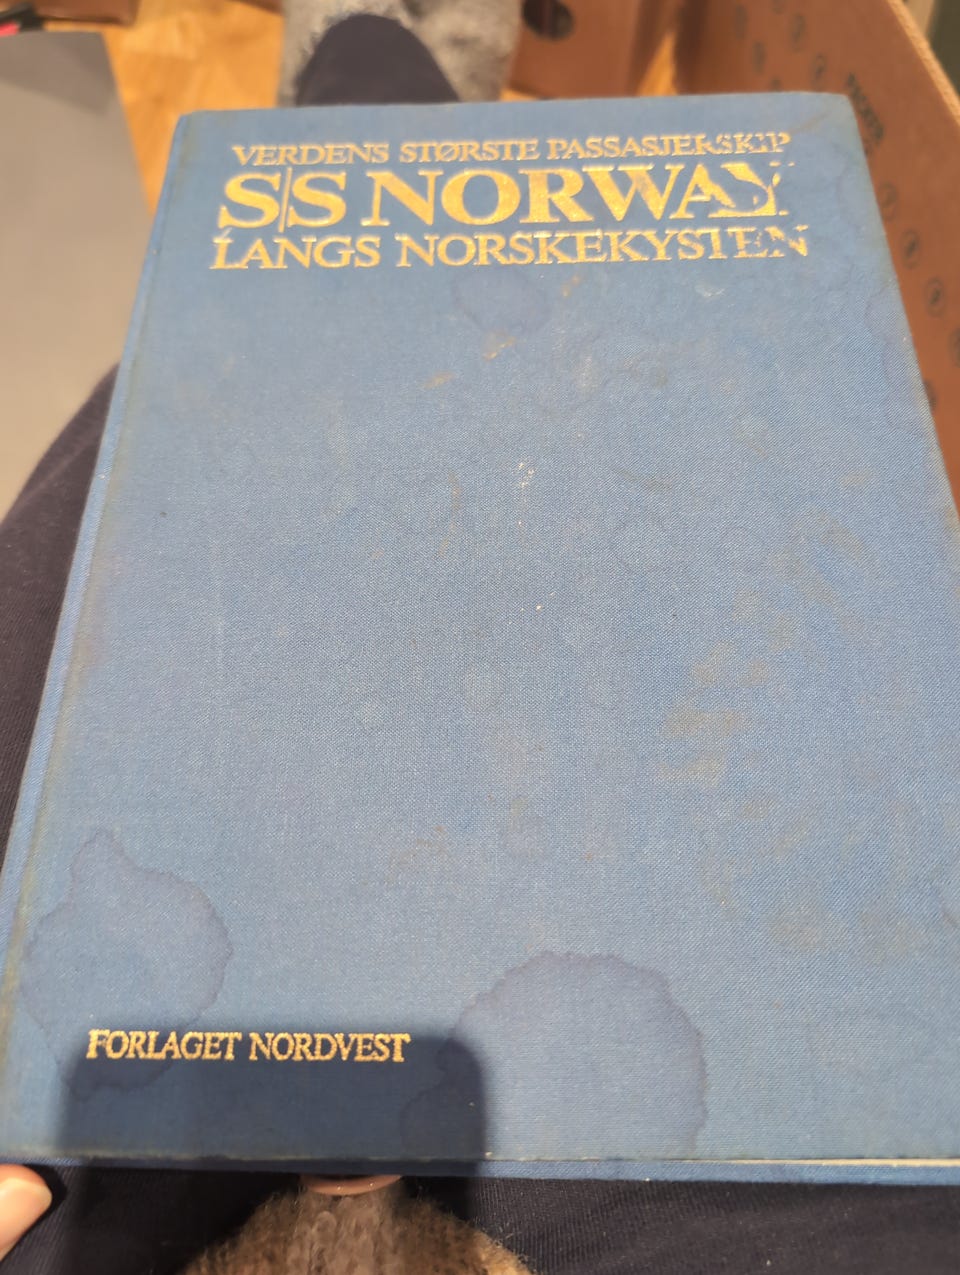 VERDENS STØRSTE PASSASJERSKIP
S/S NORWAY
LANGS NORSKEKYSTEN
FORLAGET NORDVEST